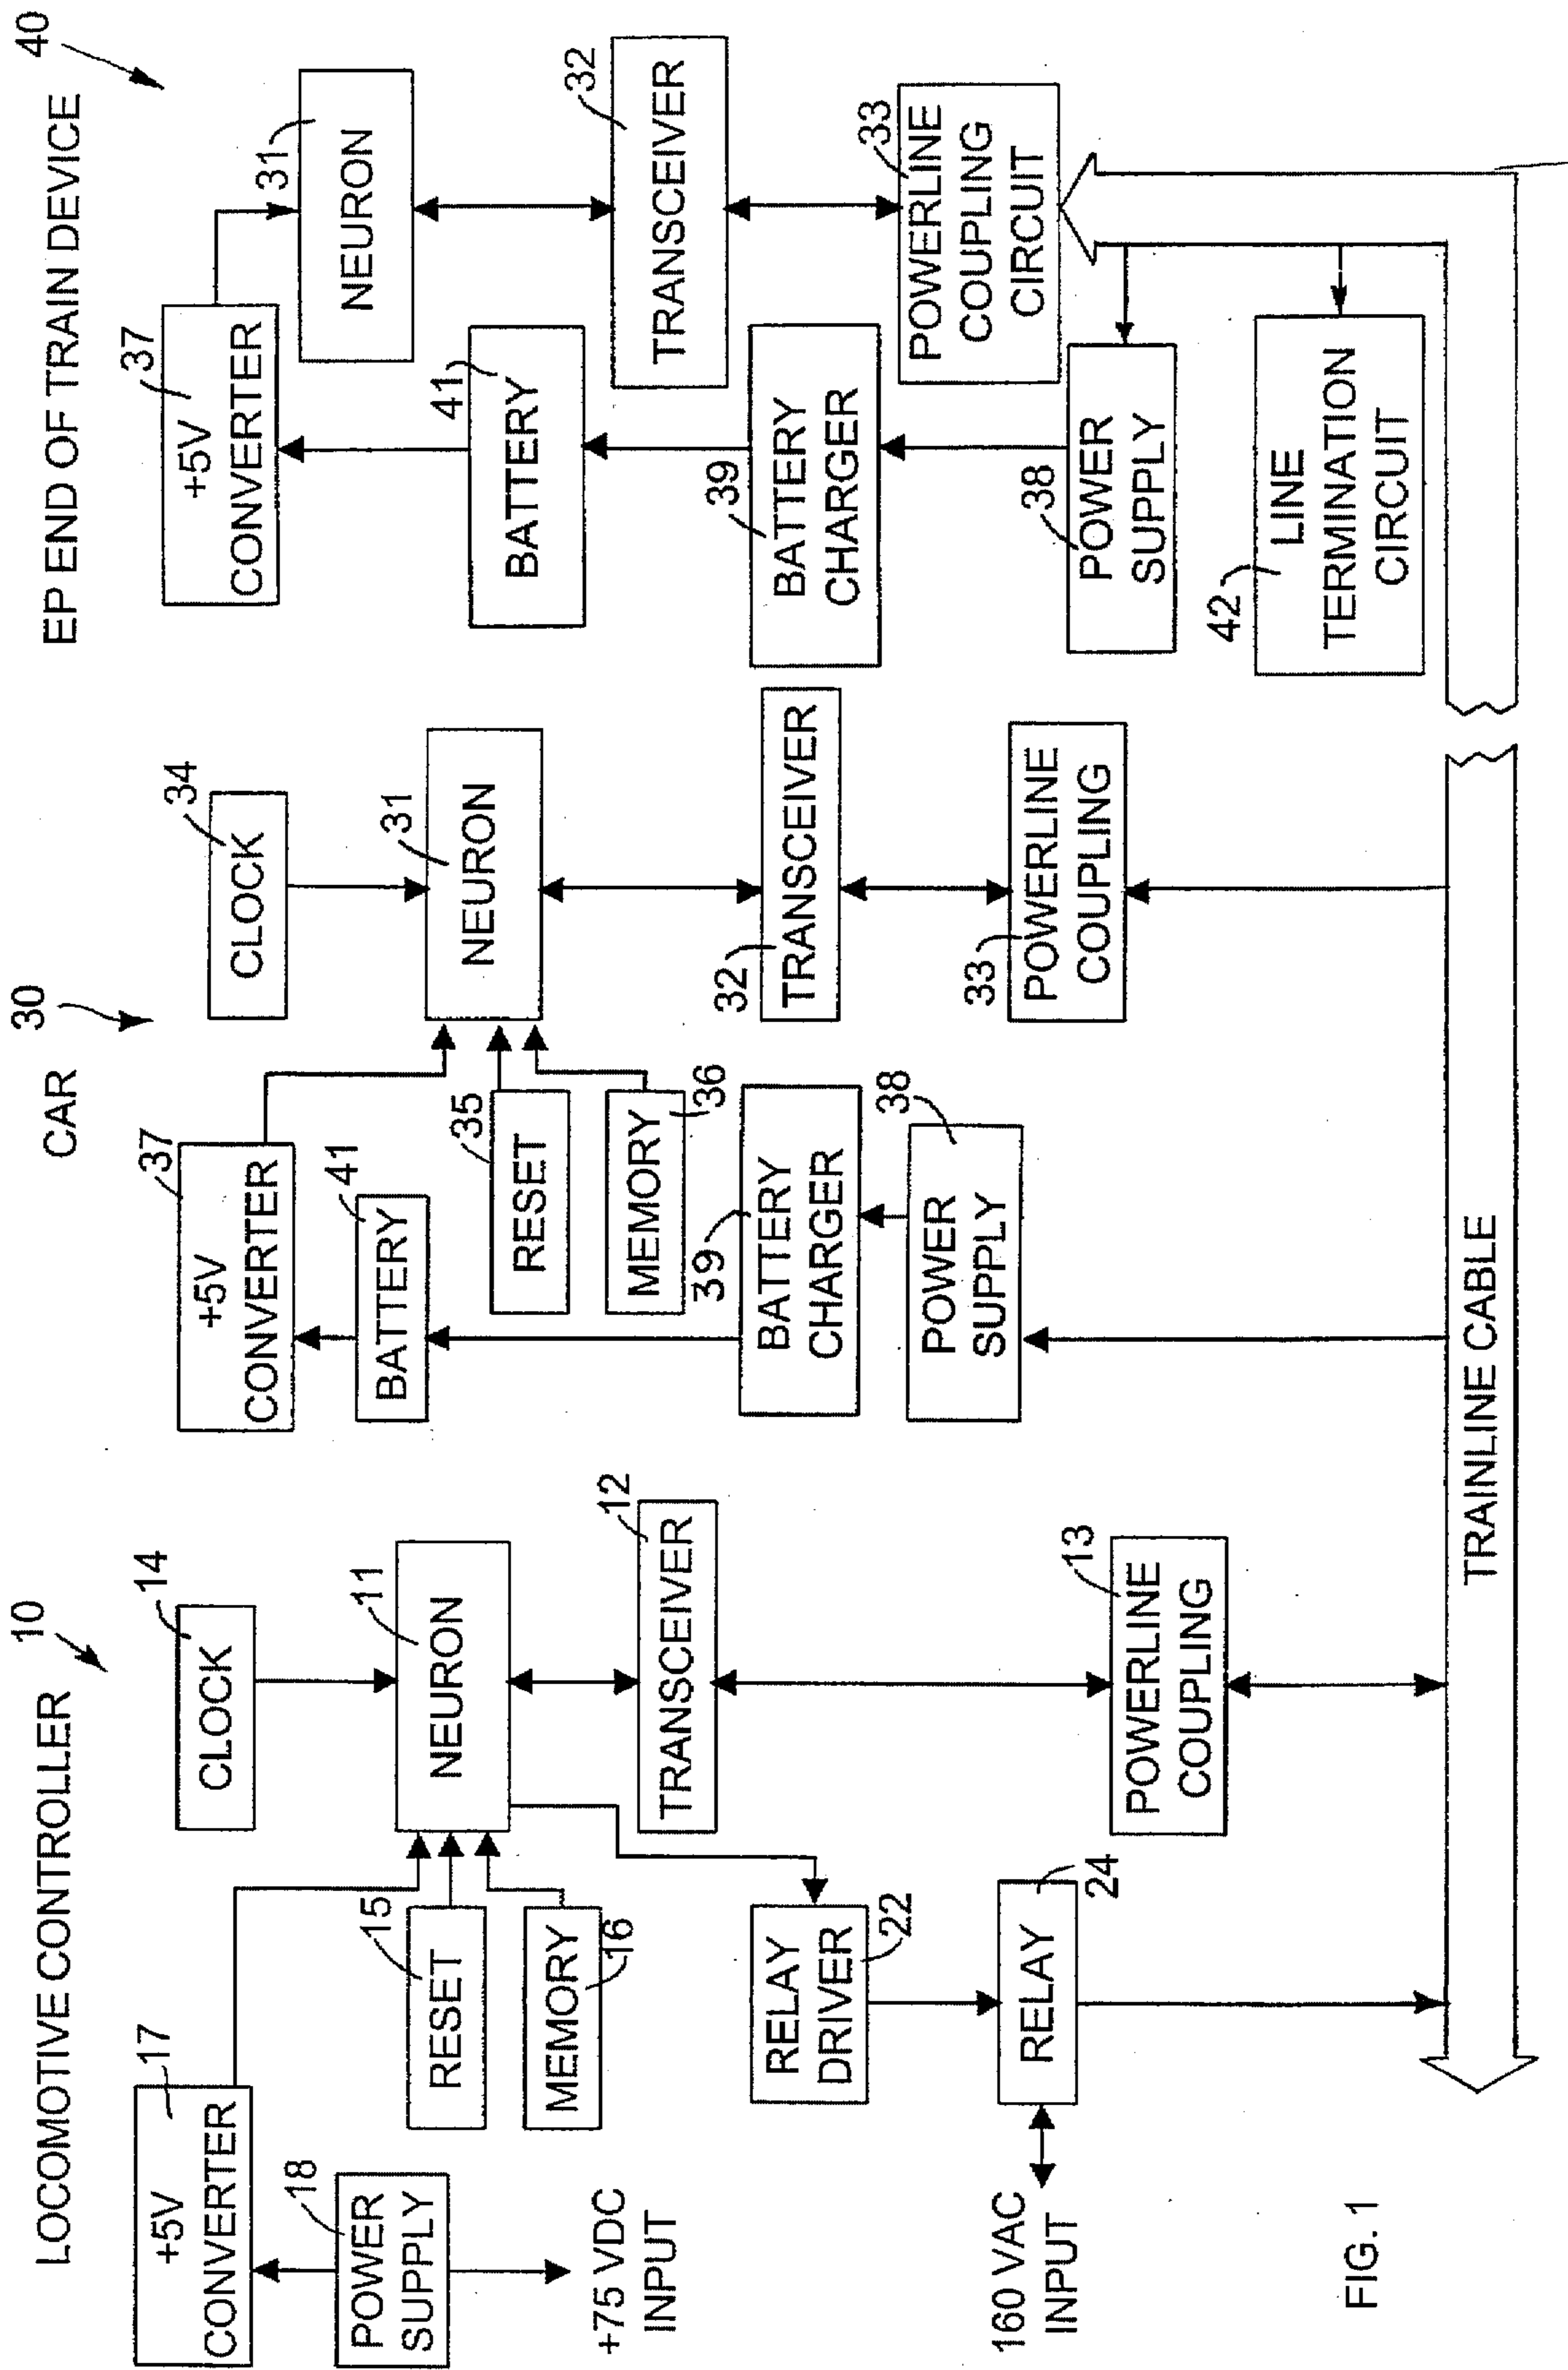 LOCOMOTIVE CONTROLLER
10
+5V
CONVERTER
17
POWER
SUPPLY
18
+75 VDC
INPUT
CLOCK
14
NEURON
11
RESET
15
MEMORY
16
TRANSCEIVER
12
RELAY
DRIVER
22
RELAY
24
160 VAC
INPUT
POWERLINE
COUPLING
13
CAR
30
+5V
CONVERTER
37
BATTERY
41
CLOCK
34
NEURON
31
RESET
35
MEMORY
36
BATTERY
CHARGER
39
POWER
SUPPLY
38
TRANSCEIVER
32
POWERLINE
COUPLING
33
EP END OF TRAIN DEVICE
40
+5V
CONVERTER
37
NEURON
31
BATTERY
41
TRANSCEIVER
32
BATTERY
CHARGER
39
POWERLINE
COUPLING
CIRCUIT
33
POWER
SUPPLY
38
LINE
TERMINATION
CIRCUIT
42
TRAINLINE CABLE
FIG. 1